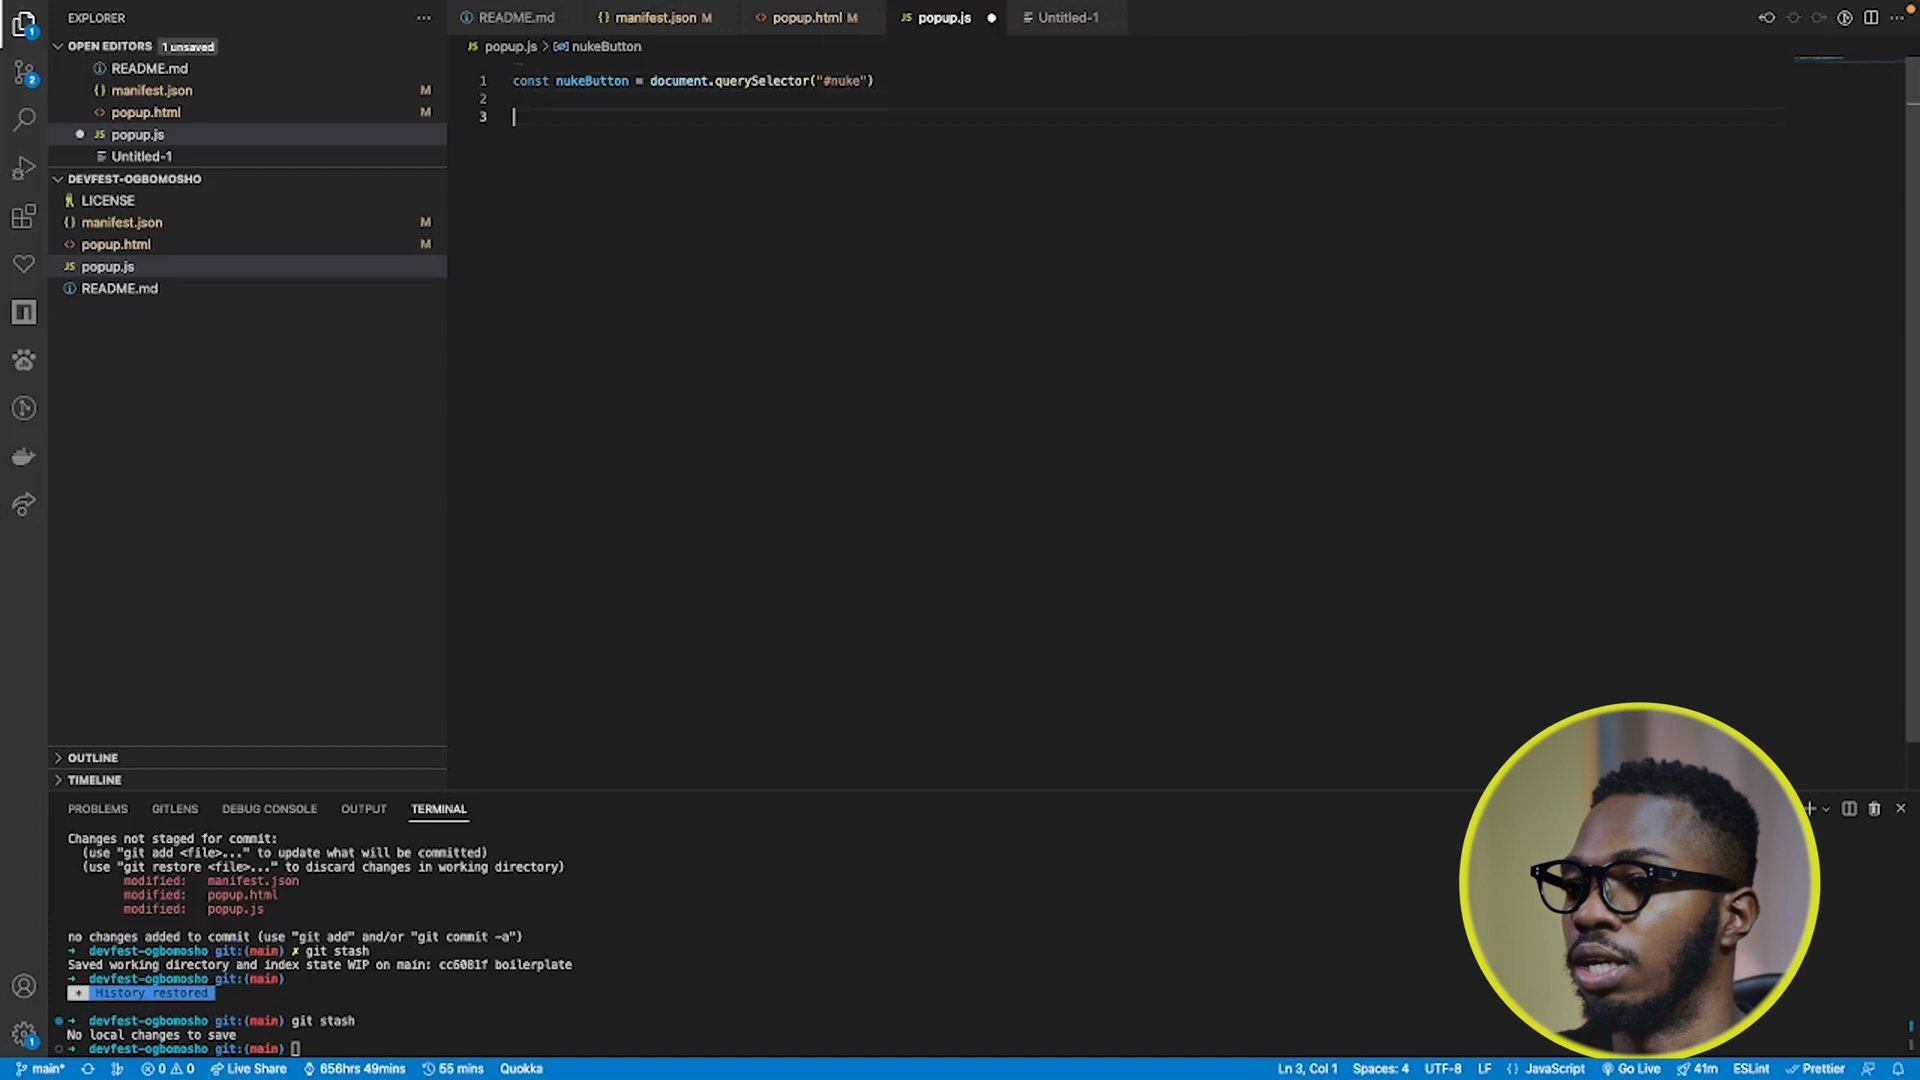 EXPLORER
OPEN EDITORS 1 unsaved
README.md
manifest.json M
popup.html M
popup.js
Untitled-1
DEVFEST-OGBOMOSHO
LICENSE
manifest.json M
popup.html M
popup.js
README.md
OUTLINE
TIMELINE
README.md manifest.json M popup.html M popup.js Untitled-1
popup.js > nukeButton
1 const nukeButton = document.querySelector("#nuke")
2
3
PROBLEMS GITLENS DEBUG CONSOLE OUTPUT TERMINAL
Changes not staged for commit:
(use "git add <file>..." to update what will be committed)
(use "git restore <file>..." to discard changes in working directory)
modified: manifest.json
modified: popup.html
modified: popup.js
no changes added to commit (use "git add" and/or "git commit -a")
➜ devfest-ogbomosho git:(main) ✗ git stash
Saved working directory and index state WIP on main: cc6081f boilerplate
➜ devfest-ogbomosho git:(main)
* History restored
➜ devfest-ogbomosho git:(main) git stash
No local changes to save
➜ devfest-ogbomosho git:(main)
main* 0 0 Live Share 656hrs 49mins 55 mins Quokka Ln 3, Col 1 Spaces: 4 UTF-8 LF {} JavaScript Go Live 41m ESLint Prettier